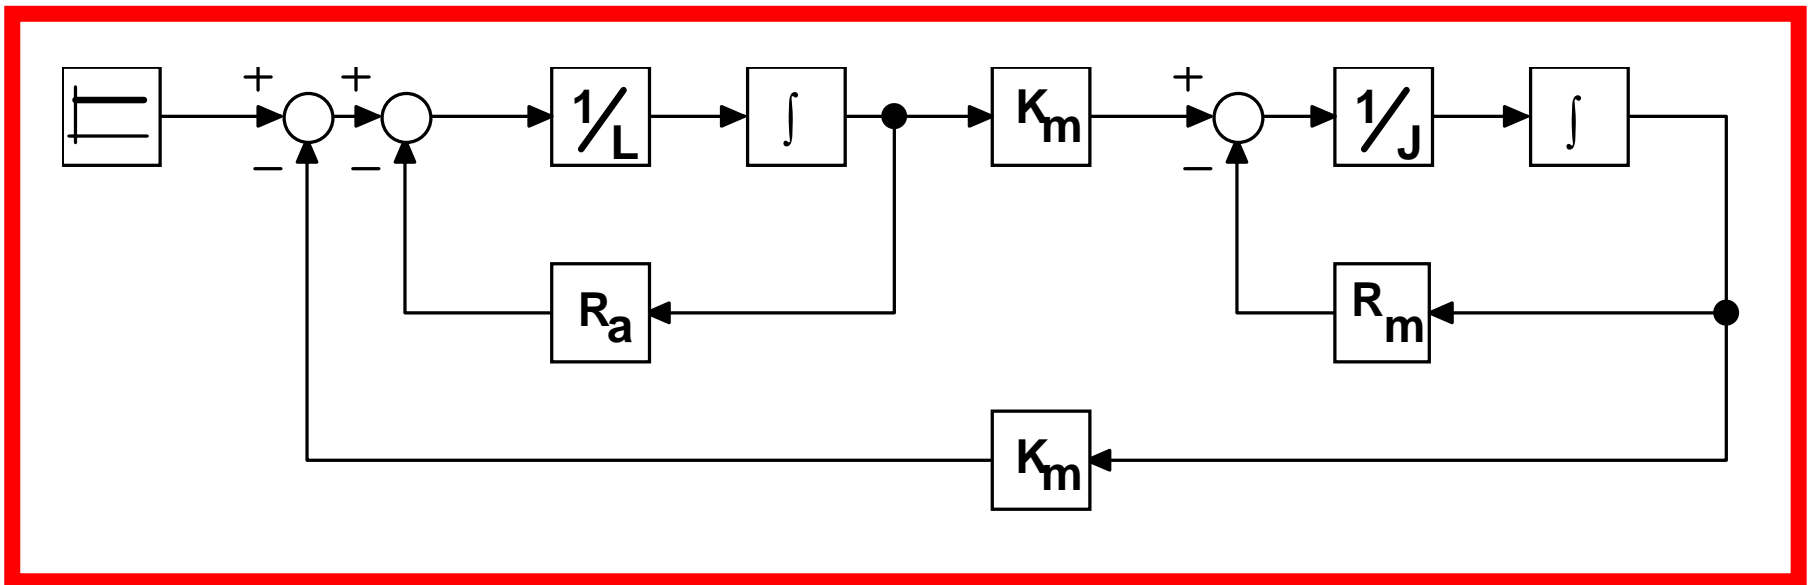 + + 1/L ∫ Km + 1/J ∫
− − −
Ra Rm
Km